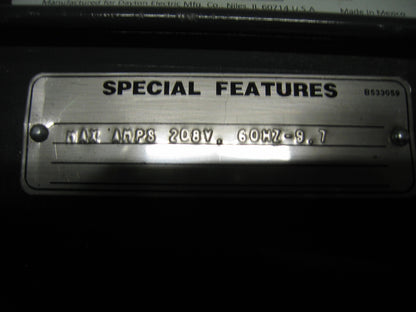 Manufactured for Dayton Electric Mfg. Co. Niles, IL 60714 U.S.A.
Made in Mexico
SPECIAL FEATURES
B533059
MAX AMPS 208V, 60HZ-9.7